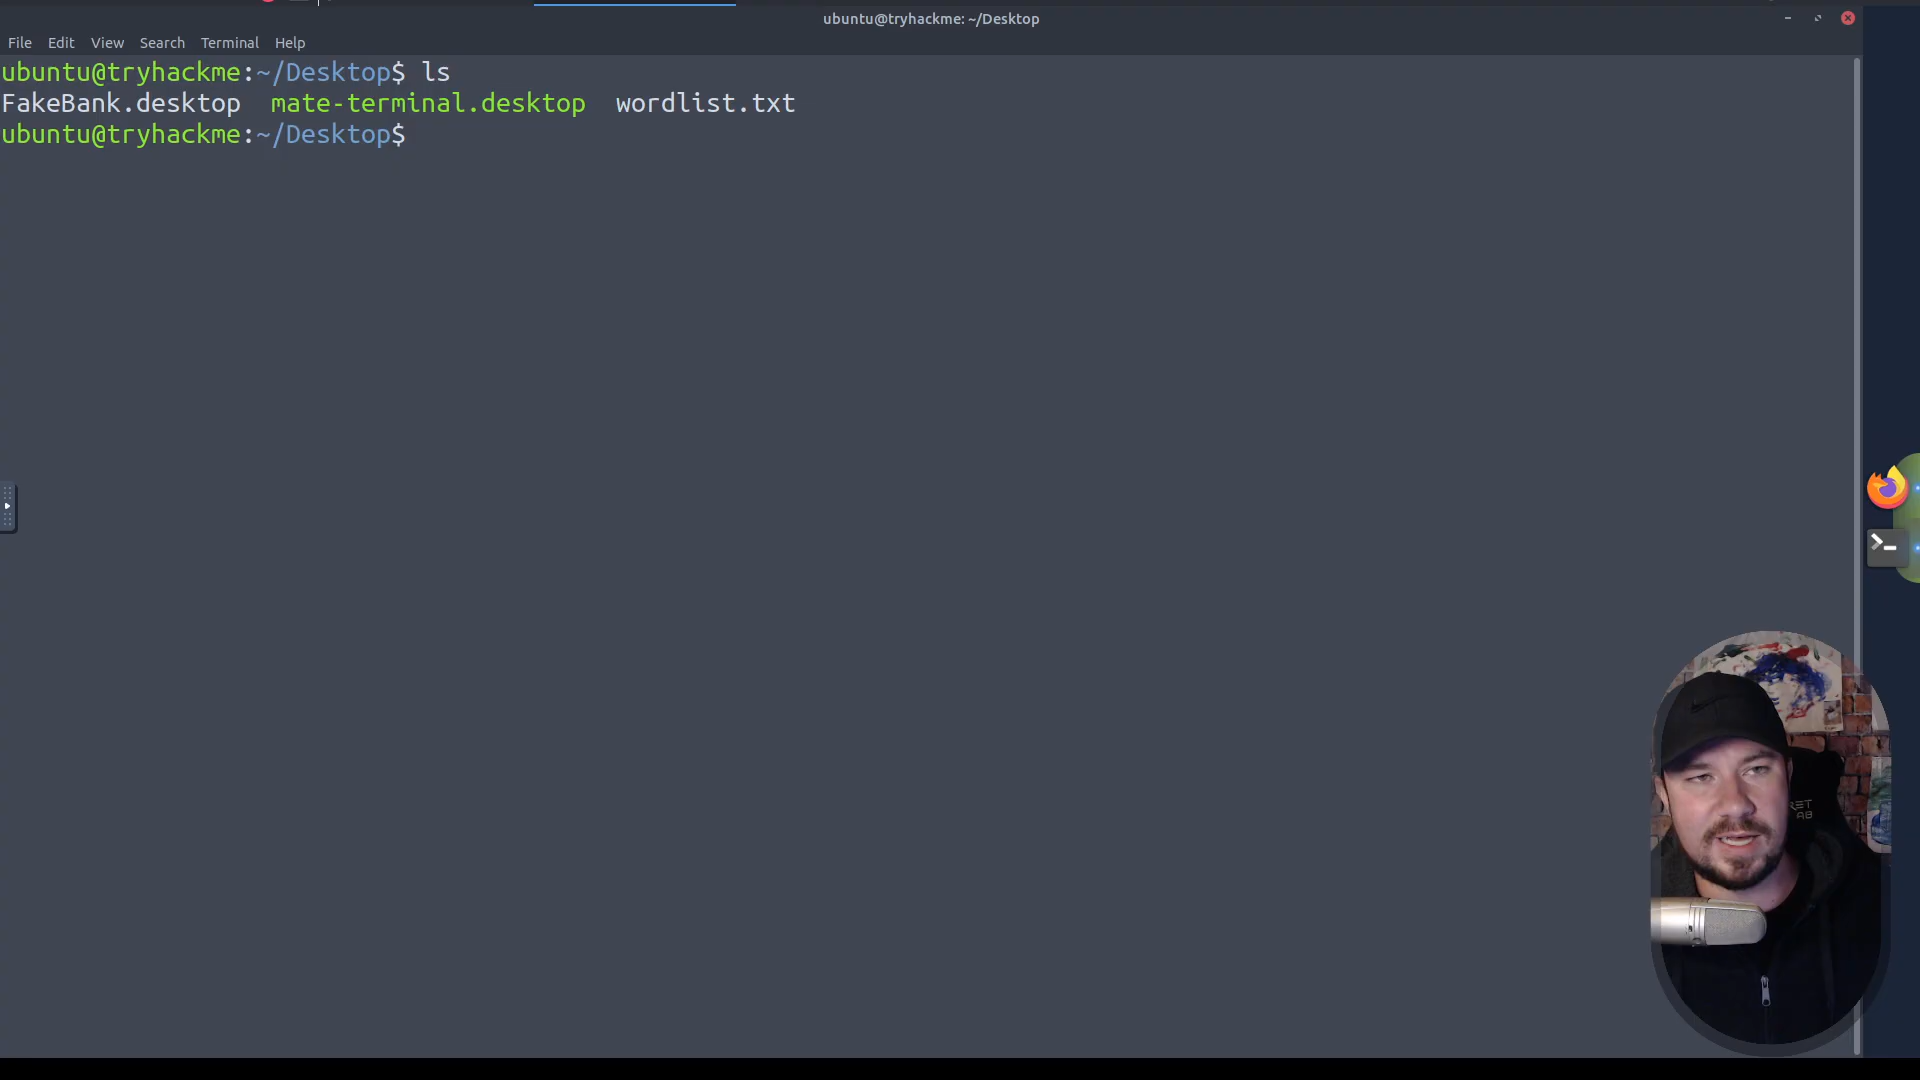 ubuntu@tryhackme: ~/Desktop
File Edit View Search Terminal Help
ubuntu@tryhackme:~/Desktop$ ls
FakeBank.desktop  mate-terminal.desktop  wordlist.txt
ubuntu@tryhackme:~/Desktop$